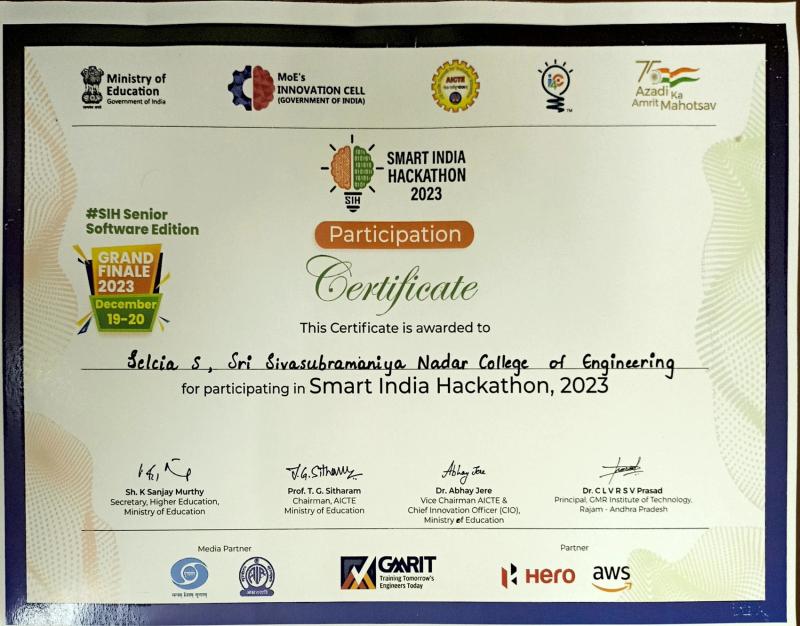 Ministry of
Education
Government of India
MoE's
INNOVATION CELL
(GOVERNMENT OF INDIA)
AICTE
TM
75
Azadi Ka
Amrit Mahotsav
SMART INDIA
HACKATHON
2023
SIH
#SIH Senior
Software Edition
GRAND
FINALE
2023
December
19-20
Participation
Certificate
This Certificate is awarded to
Selcia S, Sri Sivasubramaniya Nadar College of Engineering
for participating in Smart India Hackathon, 2023
T.G.Sitharam
Abhay Jere
Sh. K Sanjay Murthy
Secretary, Higher Education,
Ministry of Education
Prof. T. G. Sitharam
Chairman, AICTE
Ministry of Education
Dr. Abhay Jere
Vice Chairman AICTE &
Chief Innovation Officer (CIO),
Ministry of Education
Dr. C L V R S V Prasad
Principal, GMR Institute of Technology,
Rajam - Andhra Pradesh
Media Partner
AIR
GMRIT
Training Tomorrow's
Engineers Today
Partner
Hero
aws